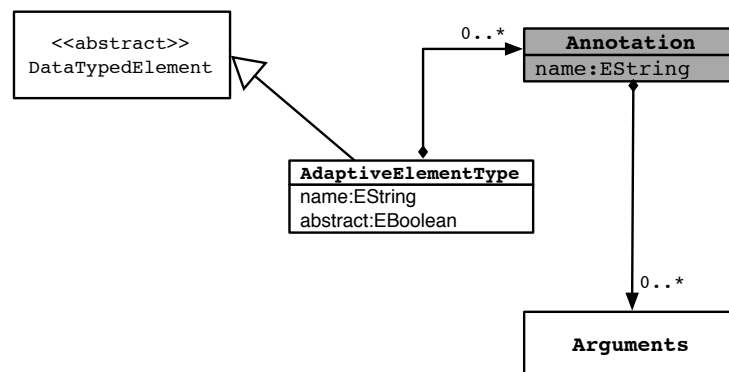 <<abstract>>
DataTypedElement
0..*
Annotation
name:EString
AdaptiveElementType
name:EString
abstract:EBoolean
0..*
Arguments